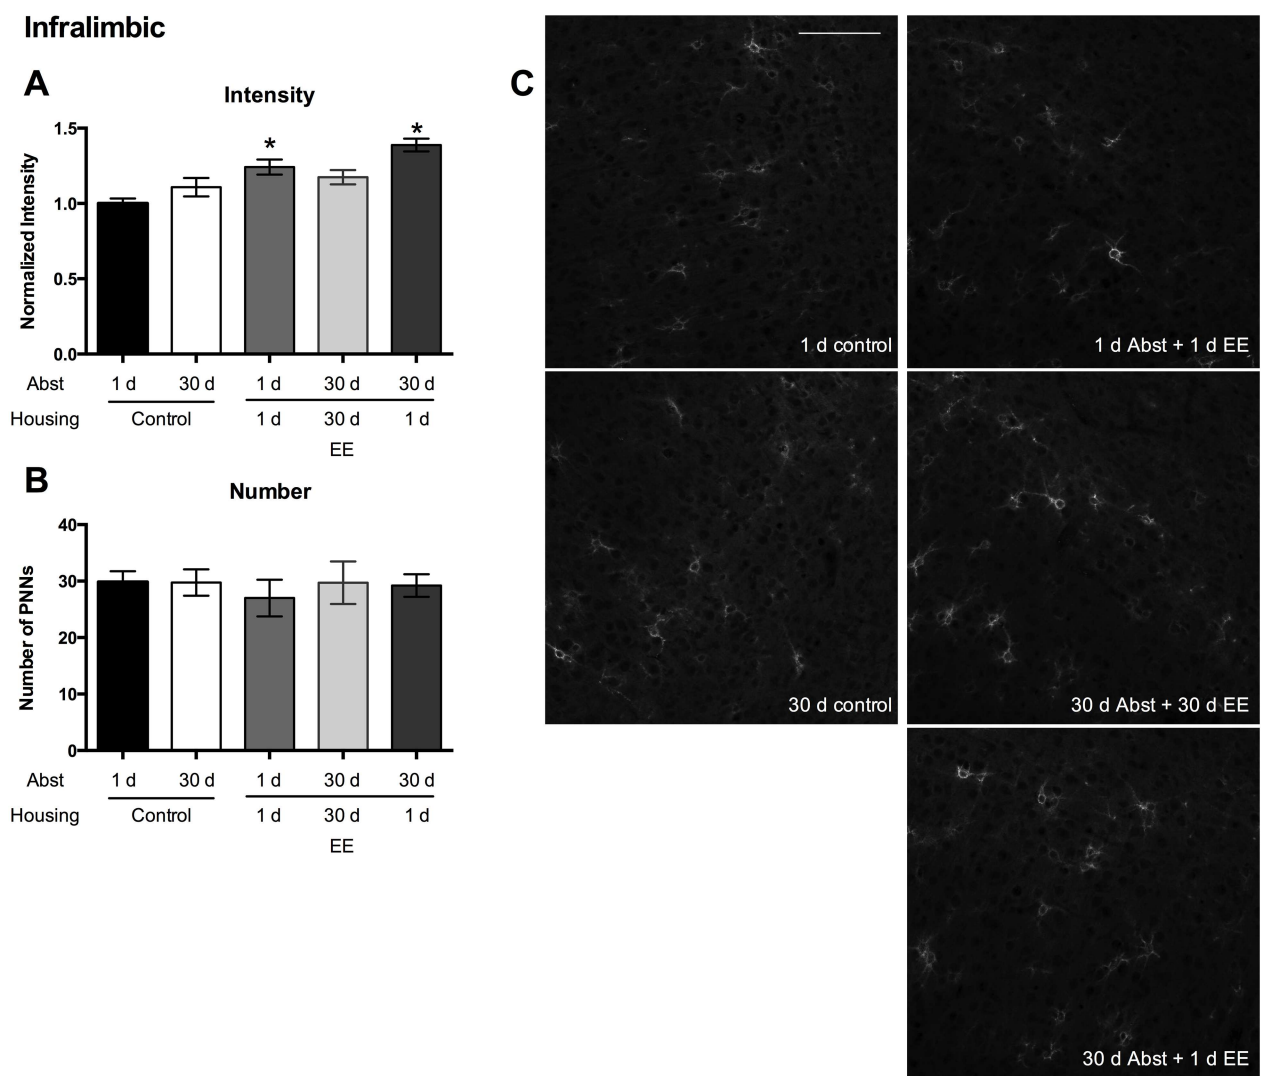 Infralimbic
A
Intensity
Normalized Intensity
1.5
1.0
0.5
0.0
*
*
Abst 1 d 30 d 1 d 30 d 30 d
Housing Control 1 d 30 d 1 d
EE
B
Number
Number of PNNs
40
30
20
10
0
Abst 1 d 30 d 1 d 30 d 30 d
Housing Control 1 d 30 d 1 d
EE
C
1 d control
1 d Abst + 1 d EE
30 d control
30 d Abst + 30 d EE
30 d Abst + 1 d EE